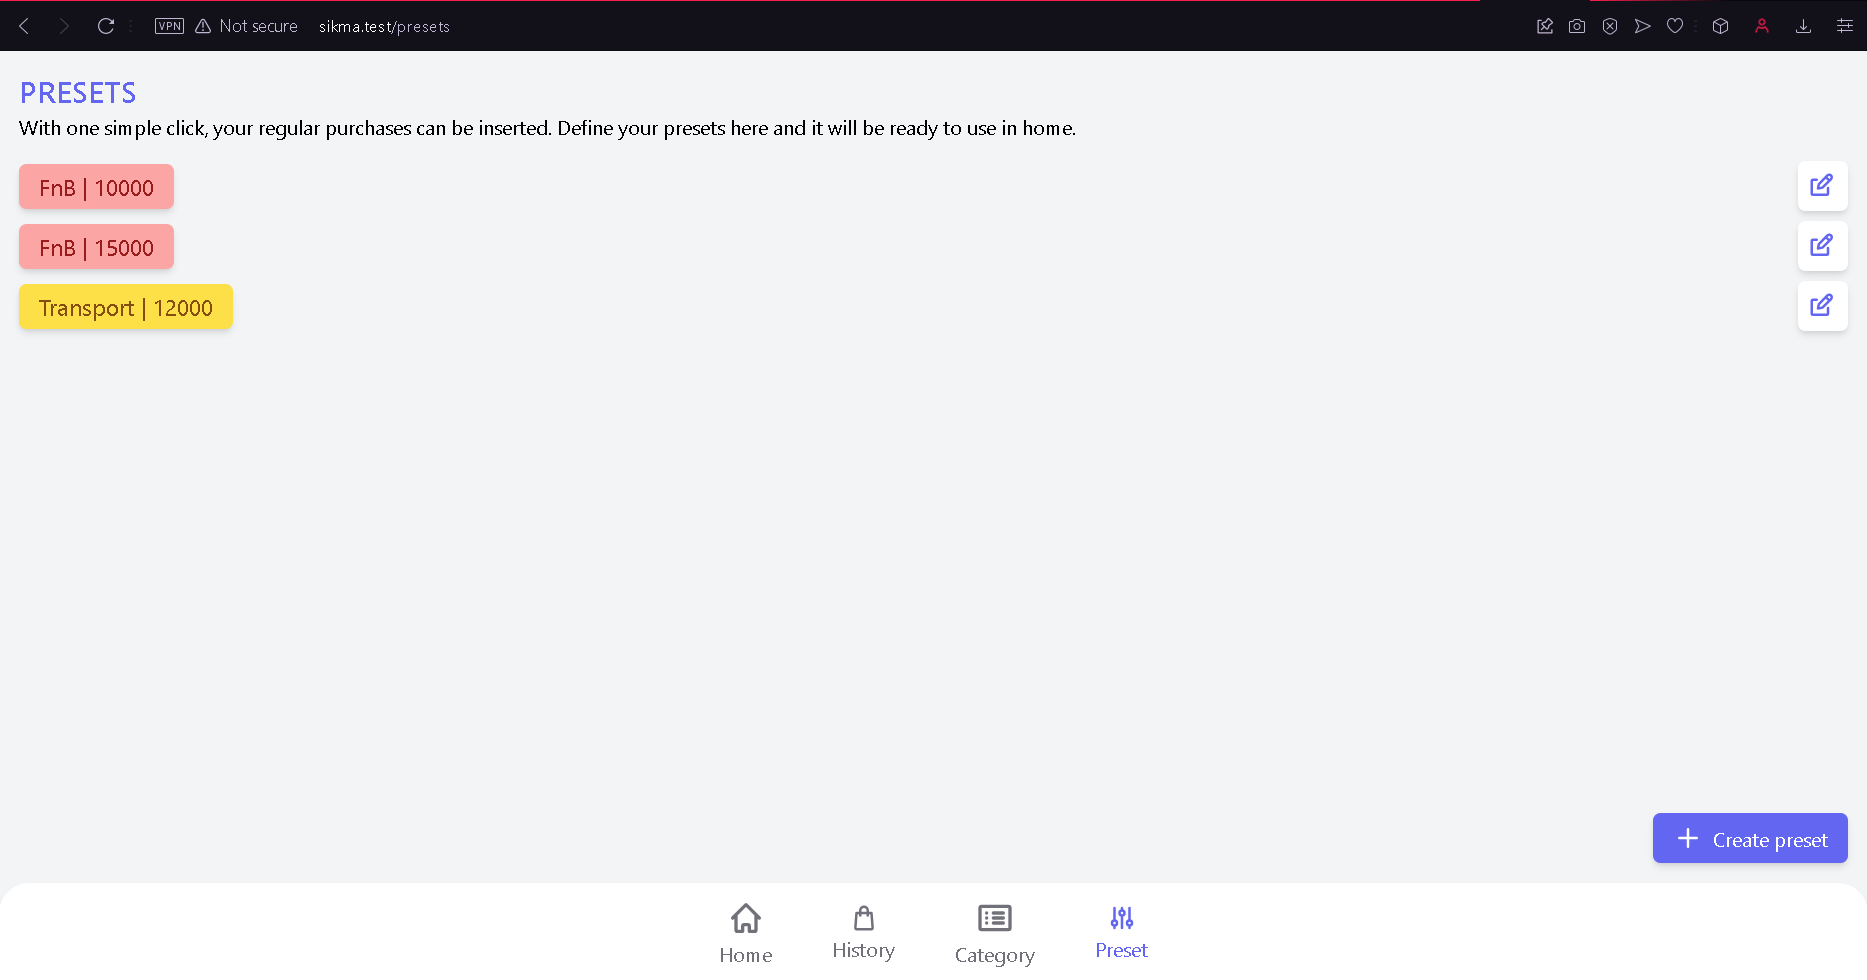 VPN Not secure sikma.test/presets
PRESETS
With one simple click, your regular purchases can be inserted. Define your presets here and it will be ready to use in home.
FnB | 10000
FnB | 15000
Transport | 12000
Create preset
Home History Category Preset